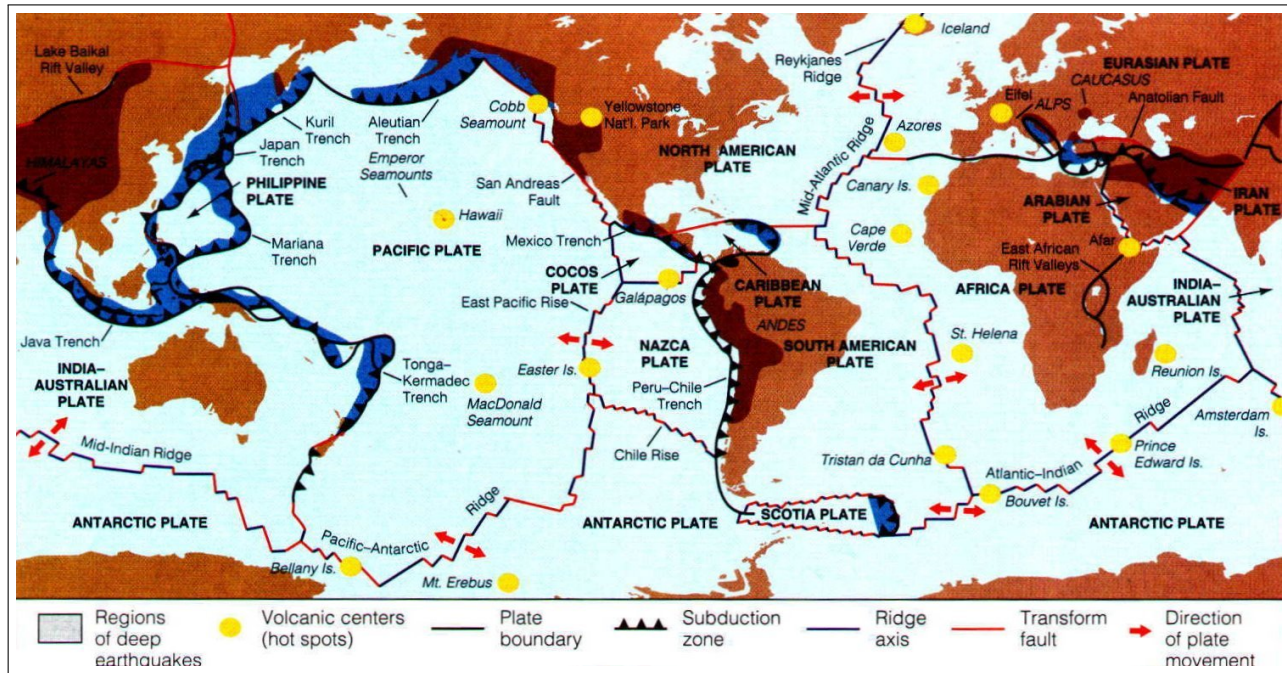 Lake Baikal
Rift Valley
HIMALAYAS
Kuril
Trench
Japan
Trench
PHILIPPINE
PLATE
Mariana
Trench
Java Trench
INDIA–
AUSTRALIAN
PLATE
Mid-Indian Ridge
ANTARCTIC PLATE
Aleutian
Trench
Emperor
Seamounts
Hawaii
PACIFIC PLATE
Tonga–
Kermadec
Trench
MacDonald
Seamount
Bellany Is.
Pacific–Antarctic
Ridge
Mt. Erebus
Cobb
Seamount
Yellowstone
Nat'l. Park
San Andreas
Fault
NORTH AMERICAN
PLATE
Mexico Trench
COCOS
PLATE
Galápagos
East Pacific Rise
CARIBBEAN
PLATE
ANDES
NAZCA
PLATE
SOUTH AMERICAN
PLATE
Easter Is.
Peru–Chile
Trench
Chile Rise
ANTARCTIC PLATE
SCOTIA PLATE
Iceland
Reykjanes
Ridge
Mid-Atlantic Ridge
Azores
Canary Is.
Cape
Verde
EURASIAN PLATE
CAUCASUS
Eifel
ALPS
Anatolian Fault
ARABIAN
PLATE
IRAN
PLATE
Afar
East African
Rift Valleys
AFRICA PLATE
INDIA–
AUSTRALIAN
PLATE
St. Helena
Reunion Is.
Tristan da Cunha
Atlantic–Indian
Ridge
Bouvet Is.
Prince
Edward Is.
Amsterdam
Is.
ANTARCTIC PLATE
Regions
of deep
earthquakes
Volcanic centers
(hot spots)
Plate
boundary
Subduction
zone
Ridge
axis
Transform
fault
Direction
of plate
movement